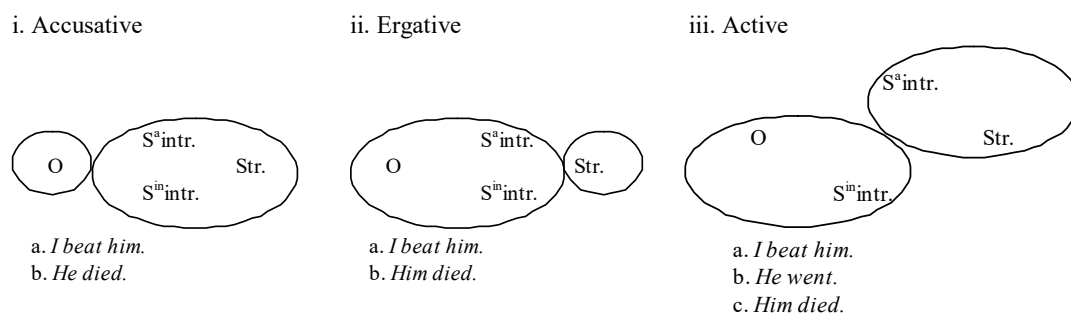 i. Accusative
O
Sᵃintr.
Str.
Sⁱⁿintr.
a. I beat him.
b. He died.
ii. Ergative
O
Sᵃintr.
Str.
Sⁱⁿintr.
a. I beat him.
b. Him died.
iii. Active
Sᵃintr.
O
Str.
Sⁱⁿintr.
a. I beat him.
b. He went.
c. Him died.